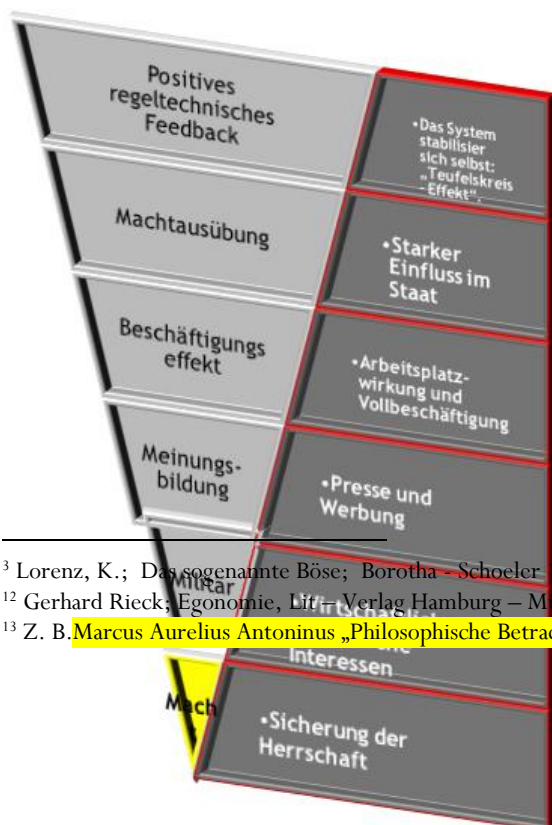 Positives
regeltechnisches
Feedback
•Das System
stabilisier
sich selbst:
„Teufelskreis
-Effekt“.
Machtausübung
•Starker
Einfluss im
Staat
Beschäftigungs
effekt
•Arbeitsplatz-
wirkung und
Vollbeschäftigung
Meinungs-
bildung
•Presse und
Werbung
Militär
Interessen
Mach
•Sicherung der
Herrschaft
³ Lorenz, K.; Das sogenannte Böse; Borotha - Schoeler
¹² Gerhard Rieck; Egonomie, Lit – Verlag Hamburg –
¹³ Z. B.Marcus Aurelius Antoninus „Philosophische